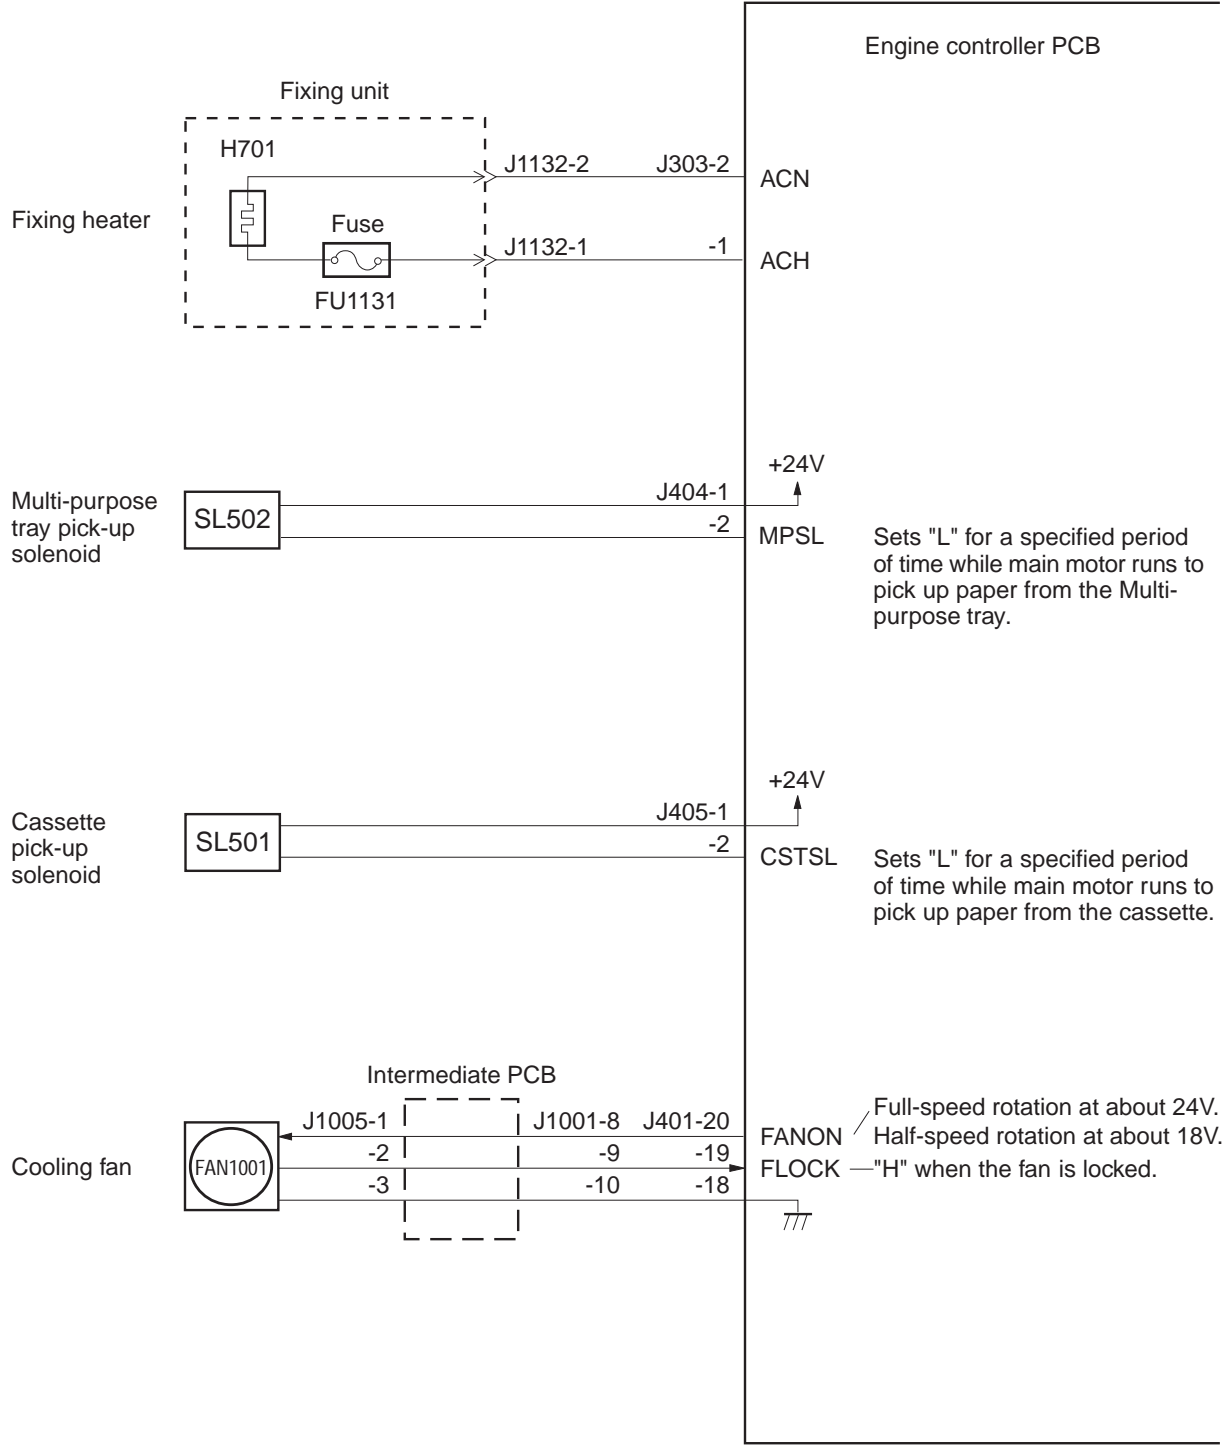 Engine controller PCB
Fixing unit
H701
J1132-2
J303-2
ACN
Fixing heater
Fuse
J1132-1
-1
ACH
FU1131
+24V
Multi-purpose
tray pick-up
solenoid
SL502
J404-1
-2
MPSL
Sets "L" for a specified period
of time while main motor runs to
pick up paper from the Multi-
purpose tray.
+24V
Cassette
pick-up
solenoid
SL501
J405-1
-2
CSTSL
Sets "L" for a specified period
of time while main motor runs to
pick up paper from the cassette.
Intermediate PCB
J1005-1
J1001-8
J401-20
FANON
Full-speed rotation at about 24V.
Half-speed rotation at about 18V.
Cooling fan
FAN1001
-2
-9
-19
FLOCK
"H" when the fan is locked.
-3
-10
-18